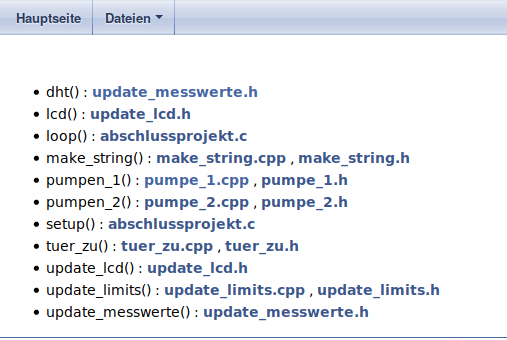 Hauptseite Dateien
dht() : update_messwerte.h
lcd() : update_lcd.h
loop() : abschlussprojekt.c
make_string() : make_string.cpp , make_string.h
pumpen_1() : pumpe_1.cpp , pumpe_1.h
pumpen_2() : pumpe_2.cpp , pumpe_2.h
setup() : abschlussprojekt.c
tuer_zu() : tuer_zu.cpp , tuer_zu.h
update_lcd() : update_lcd.h
update_limits() : update_limits.cpp , update_limits.h
update_messwerte() : update_messwerte.h